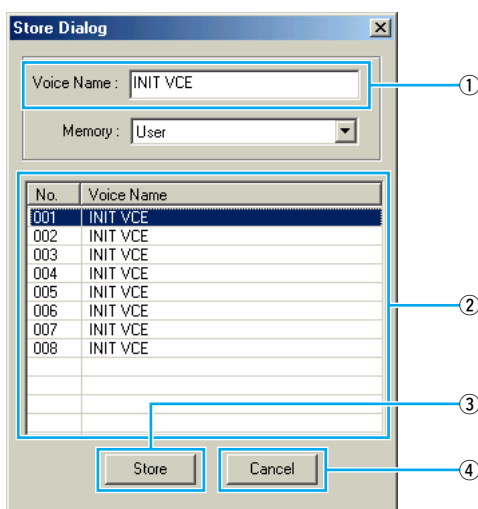 Store Dialog
Voice Name : INIT VCE
①
Memory : User
No. Voice Name
001 INIT VCE
002 INIT VCE
003 INIT VCE
004 INIT VCE
005 INIT VCE
006 INIT VCE
007 INIT VCE
008 INIT VCE
②
③
Store Cancel
④